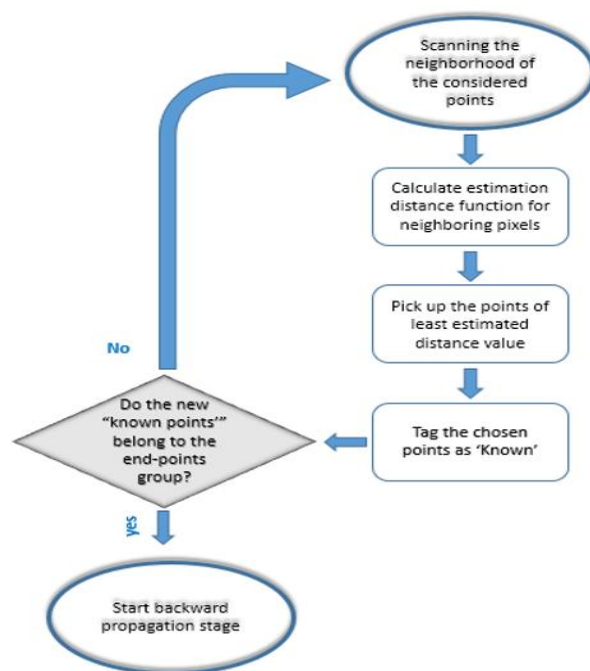 Scanning the
neighborhood of
the considered
points
Calculate estimation
distance function for
neighboring pixels
Pick up the points of
least estimated
distance value
Tag the chosen
points as ‘Known’
Do the new
“known points’”
belong to the
end-points
group?
No
yes
Start backward
propagation stage